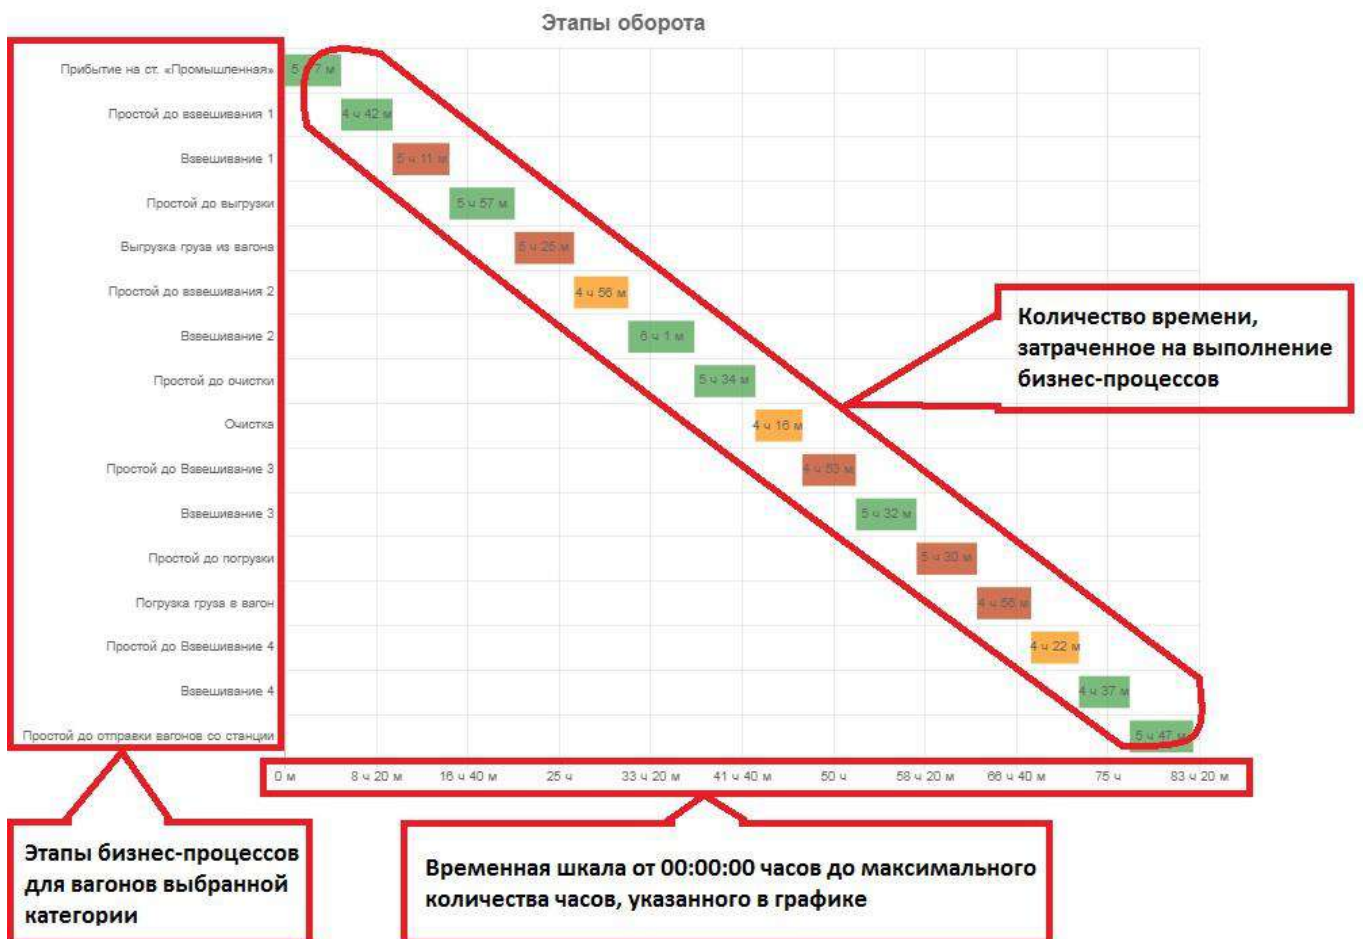 Этапы оборота
Прибытие на ст. «Промышленная»
Простой до взвешивания 1
4 ч 42 м
Взвешивание 1
5 ч 11 м
Простой до выгрузки
5 ч 57 м
Выгрузка груза из вагона
5 ч 25 м
Простой до взвешивания 2
4 ч 56 м
Взвешивание 2
6 ч 1 м
Простой до очистки
5 ч 34 м
Очистка
4 ч 16 м
Простой до Взвешивание 3
4 ч 53 м
Взвешивание 3
5 ч 32 м
Простой до погрузки
5 ч 30 м
Погрузка груза в вагон
4 ч 56 м
Простой до Взвешивание 4
4 ч 22 м
Взвешивание 4
4 ч 37 м
Простой до отправки вагонов со станции
5 ч 47 м
Количество времени,
затраченное на выполнение
бизнес-процессов
0 м 8 ч 20 м 16 ч 40 м 25 ч 33 ч 20 м 41 ч 40 м 50 ч 58 ч 20 м 66 ч 40 м 75 ч 83 ч 20 м
Этапы бизнес-процессов
для вагонов выбранной
категории
Временная шкала от 00:00:00 часов до максимального
количества часов, указанного в графике